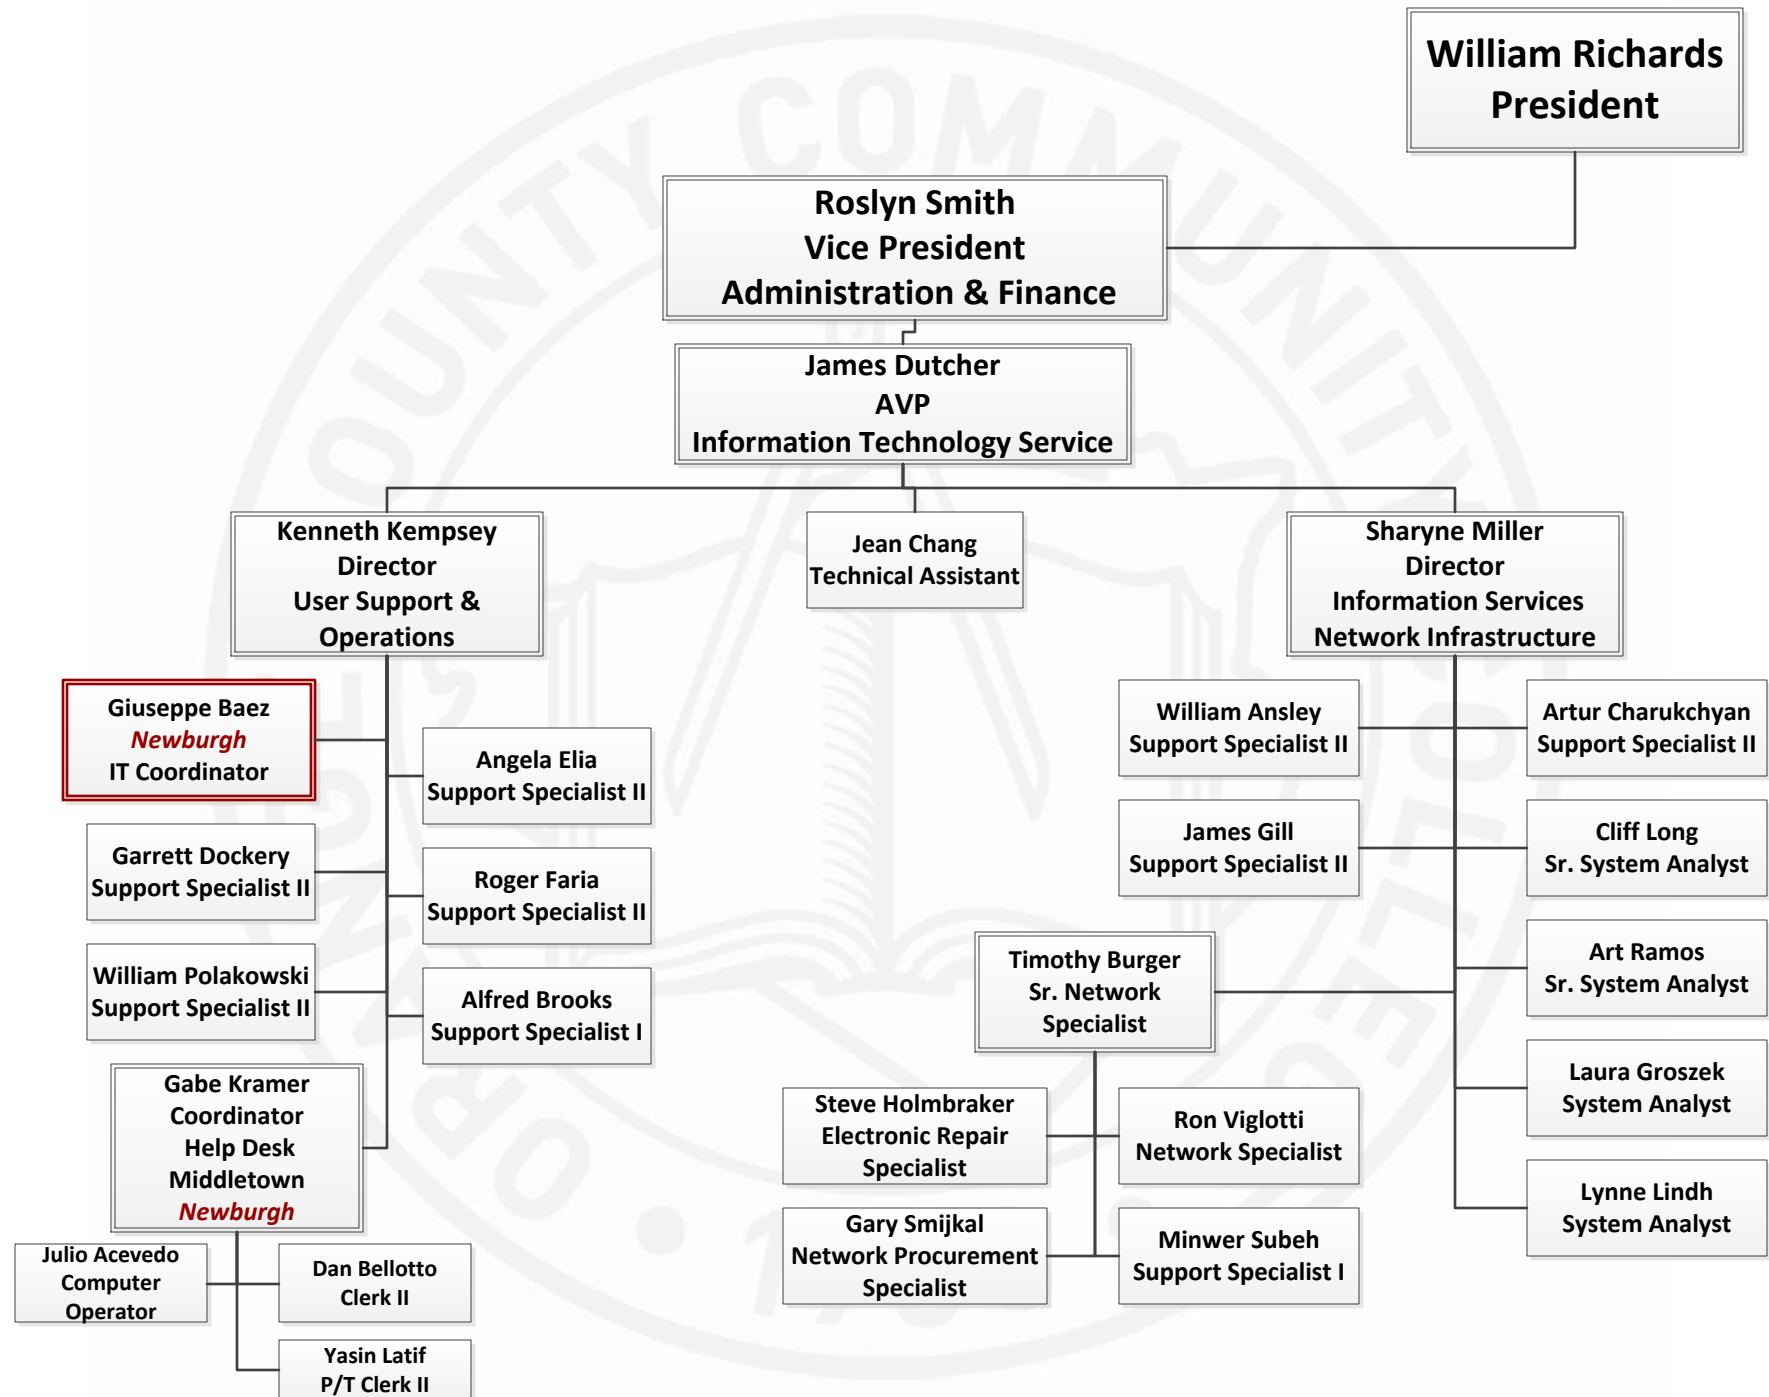 William Richards
President
Roslyn Smith
Vice President
Administration & Finance
James Dutcher
AVP
Information Technology Service
Kenneth Kempsey
Director
User Support &
Operations
Jean Chang
Technical Assistant
Sharyne Miller
Director
Information Services
Network Infrastructure
Giuseppe Baez
Newburgh
IT Coordinator
Angela Elia
Support Specialist II
Garrett Dockery
Support Specialist II
Roger Faria
Support Specialist II
William Polakowski
Support Specialist II
Alfred Brooks
Support Specialist I
Gabe Kramer
Coordinator
Help Desk
Middletown
Newburgh
Julio Acevedo
Computer
Operator
Dan Bellotto
Clerk II
Yasin Latif
P/T Clerk II
William Ansley
Support Specialist II
Artur Charukchyan
Support Specialist II
James Gill
Support Specialist II
Cliff Long
Sr. System Analyst
Timothy Burger
Sr. Network
Specialist
Art Ramos
Sr. System Analyst
Steve Holmbraker
Electronic Repair
Specialist
Ron Viglotti
Network Specialist
Laura Groszek
System Analyst
Gary Smijkal
Network Procurement
Specialist
Minwer Subeh
Support Specialist I
Lynne Lindh
System Analyst
COUNTY COMMUNITY COLLEGE